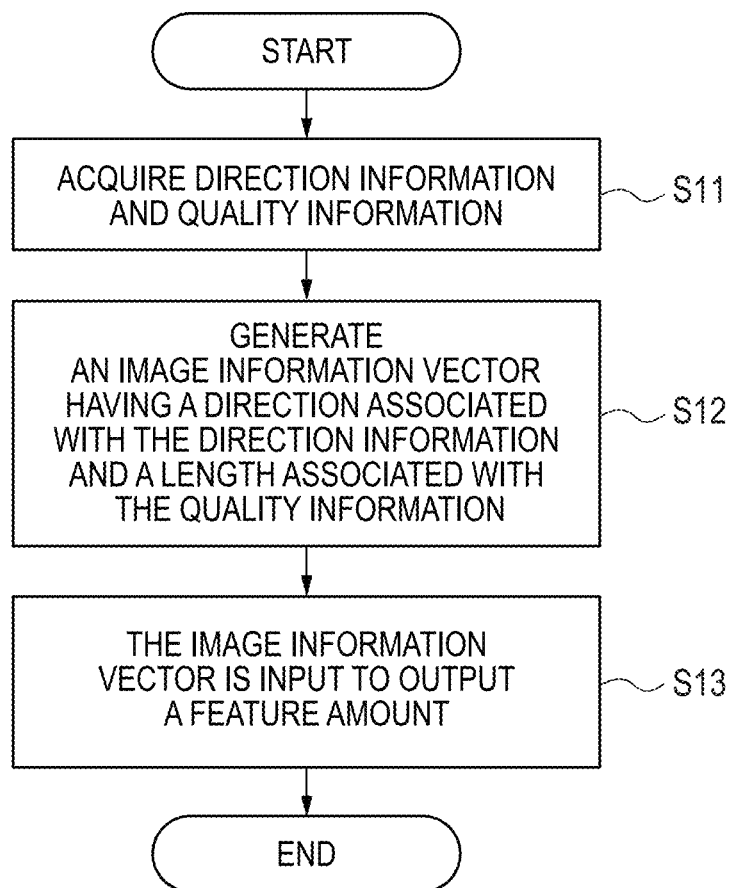 START
ACQUIRE DIRECTION INFORMATION
AND QUALITY INFORMATION
S11
GENERATE
AN IMAGE INFORMATION VECTOR
HAVING A DIRECTION ASSOCIATED
WITH THE DIRECTION INFORMATION
AND A LENGTH ASSOCIATED WITH
THE QUALITY INFORMATION
S12
THE IMAGE INFORMATION
VECTOR IS INPUT TO OUTPUT
A FEATURE AMOUNT
S13
END